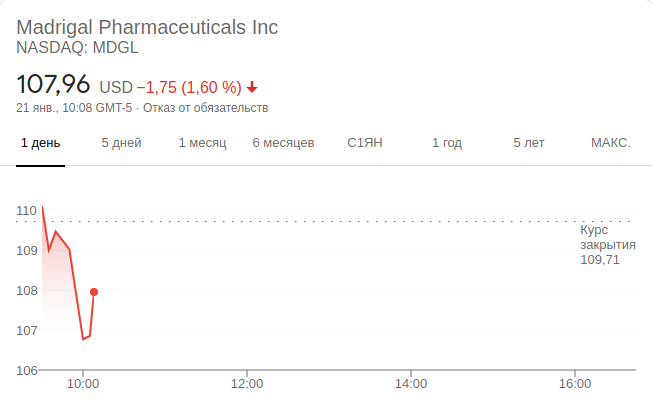 Madrigal Pharmaceuticals Inc
NASDAQ: MDGL
107,96 USD −1,75 (1,60 %)
21 янв., 10:08 GMT-5 · Отказ от обязательств
1 день 5 дней 1 месяц 6 месяцев С1ЯН 1 год 5 лет МАКС.
110
Курс
закрытия
109,71
109
108
107
106
10:00 12:00 14:00 16:00